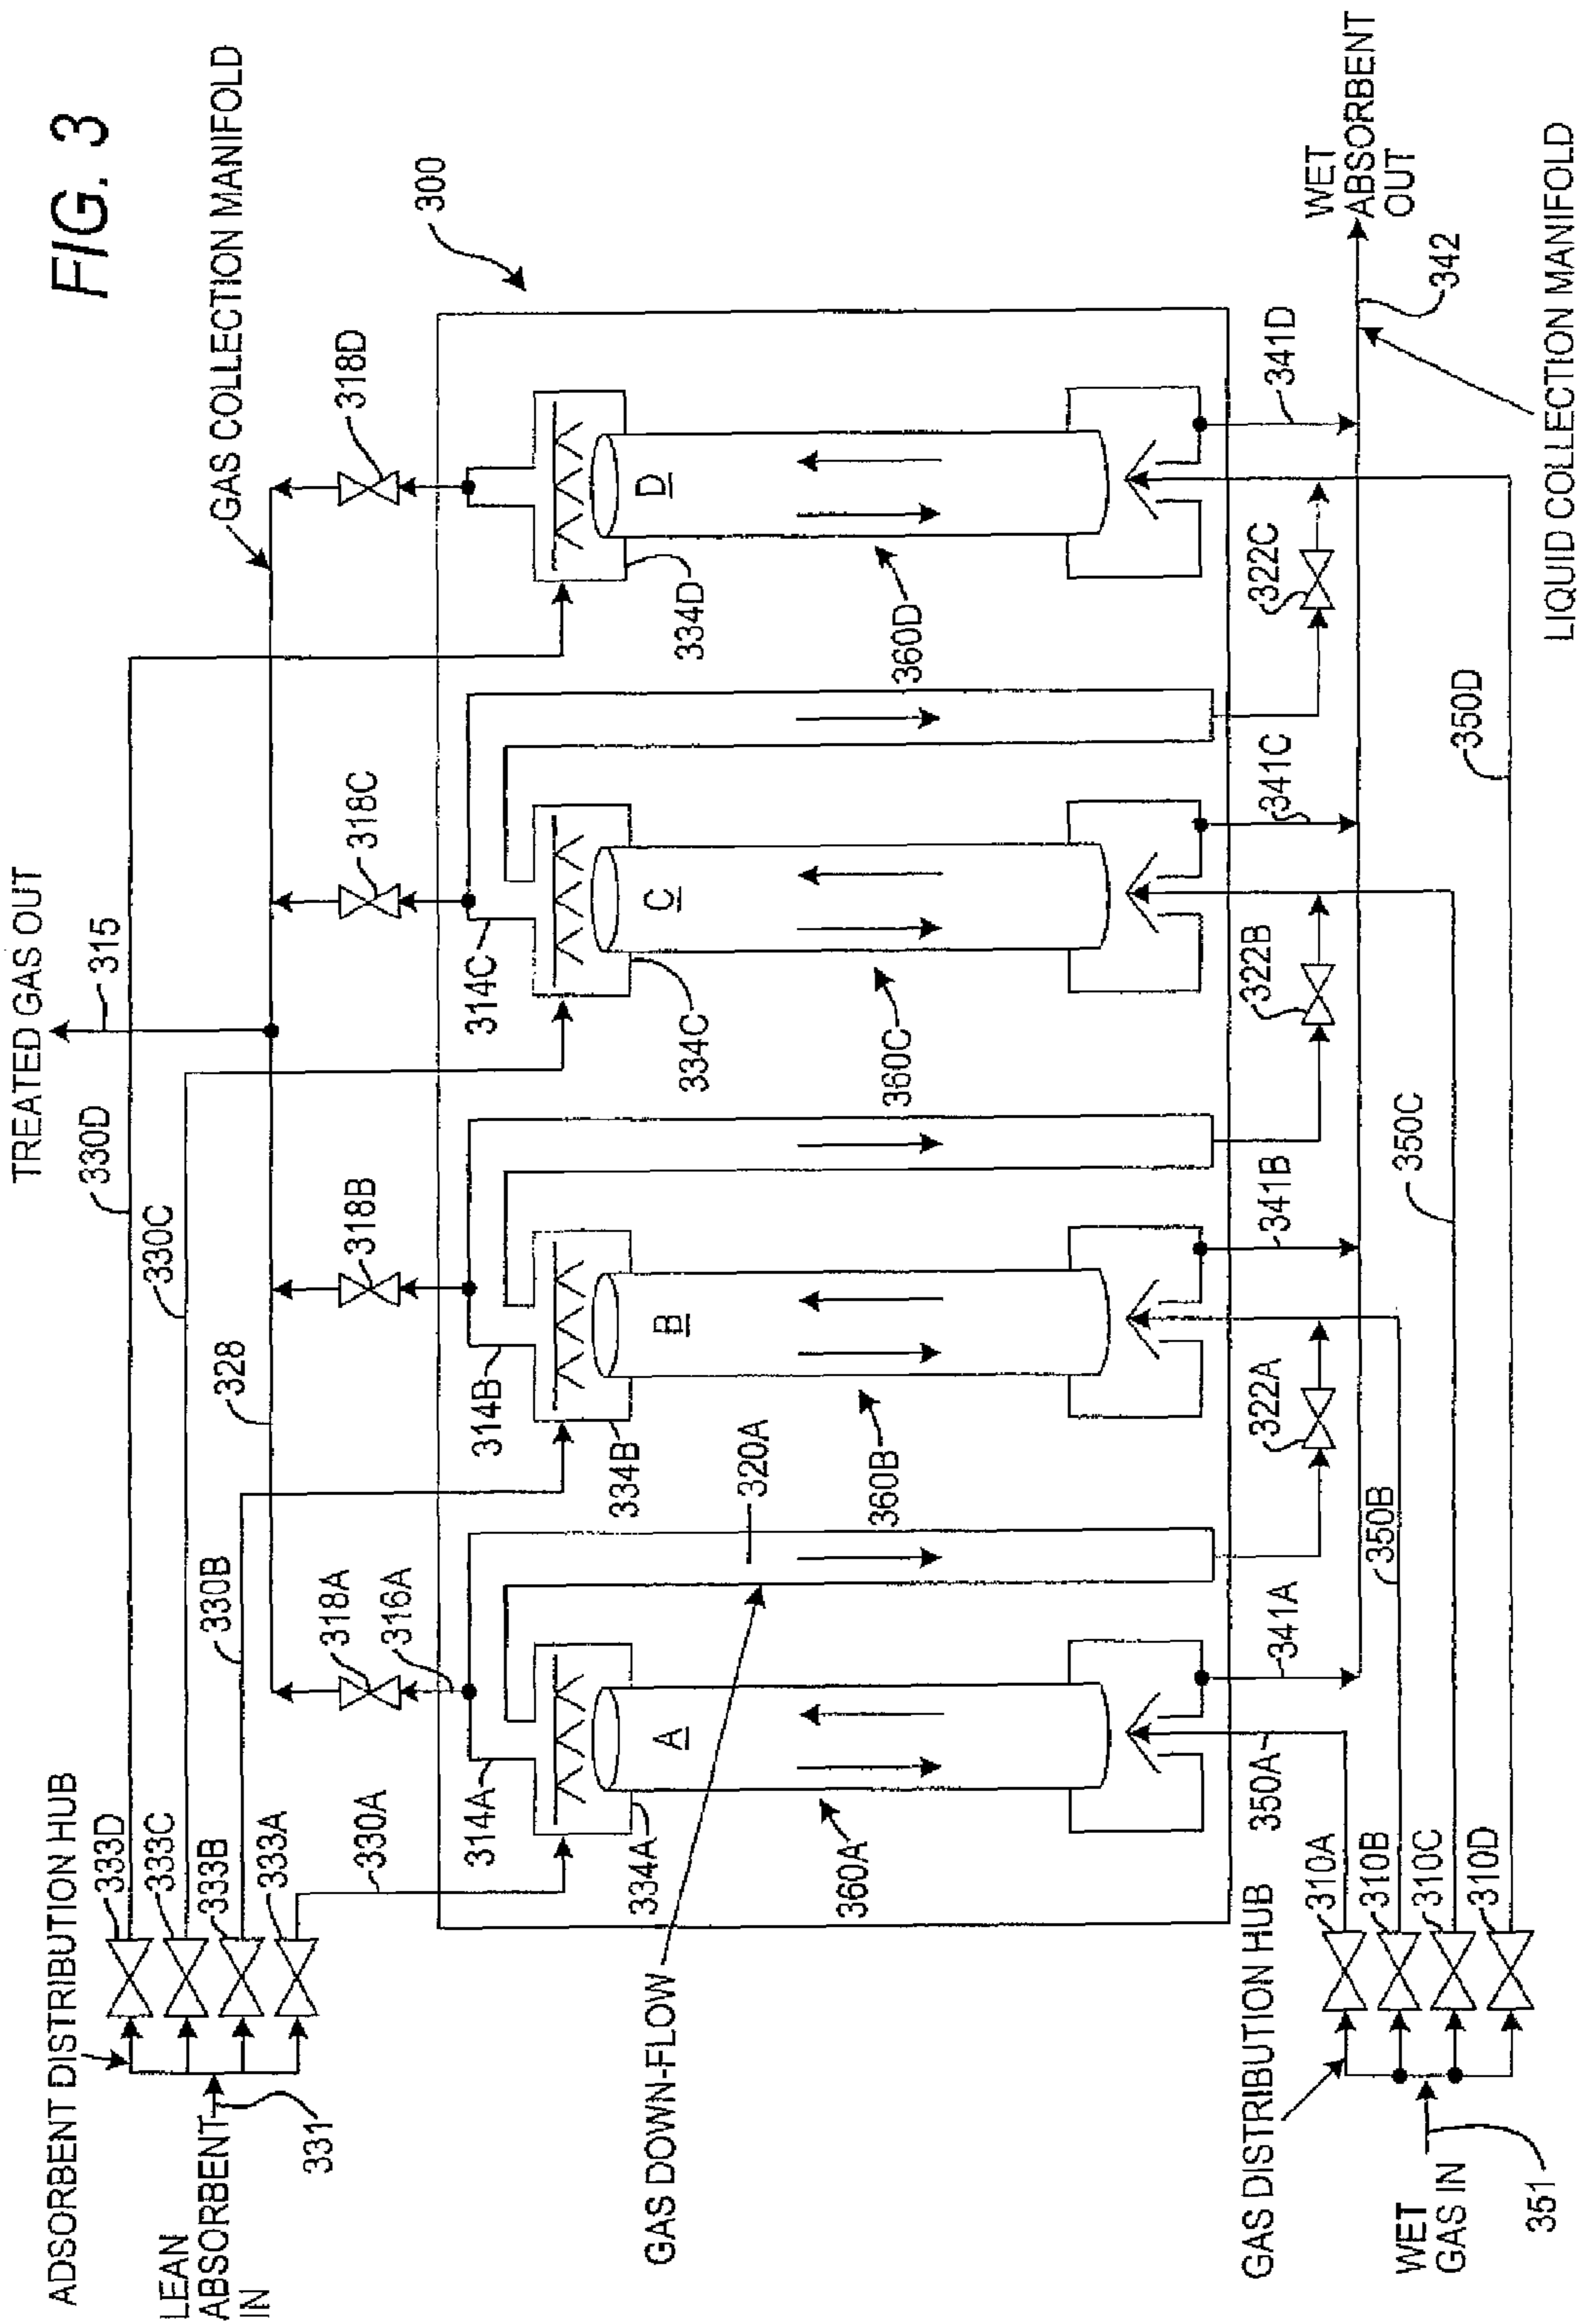 FIG. 3
TREATED GAS OUT
315
GAS COLLECTION MANIFOLD
ADSORBENT DISTRIBUTION HUB
333D
333C
333B
333A
LEAN
ABSORBENT
IN
331
330A
330B
330C
330D
328
318A
316A
318B
318C
318D
300
314A
314B
314C
334A
334B
334C
334D
A
B
C
D
320A
360A
360B
360C
360D
GAS DOWN-FLOW
341A
341B
341C
341D
322A
322B
322C
WET
ABSORBENT
OUT
342
LIQUID COLLECTION MANIFOLD
350A
350B
350C
350D
GAS DISTRIBUTION HUB
310A
310B
310C
310D
WET
GAS IN
351